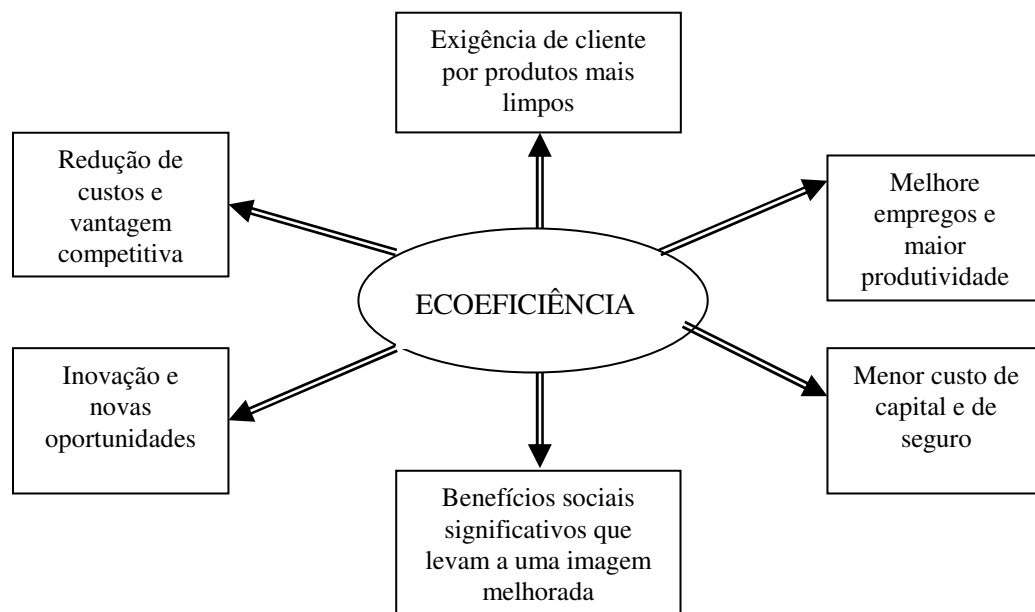 Exigência de cliente
por produtos mais
limpos
Redução de
custos e
vantagem
competitiva
Melhore
empregos e
maior
produtividade
ECOEFICIÊNCIA
Inovação e
novas
oportunidades
Menor custo de
capital e de
seguro
Benefícios sociais
significativos que
levam a uma imagem
melhorada